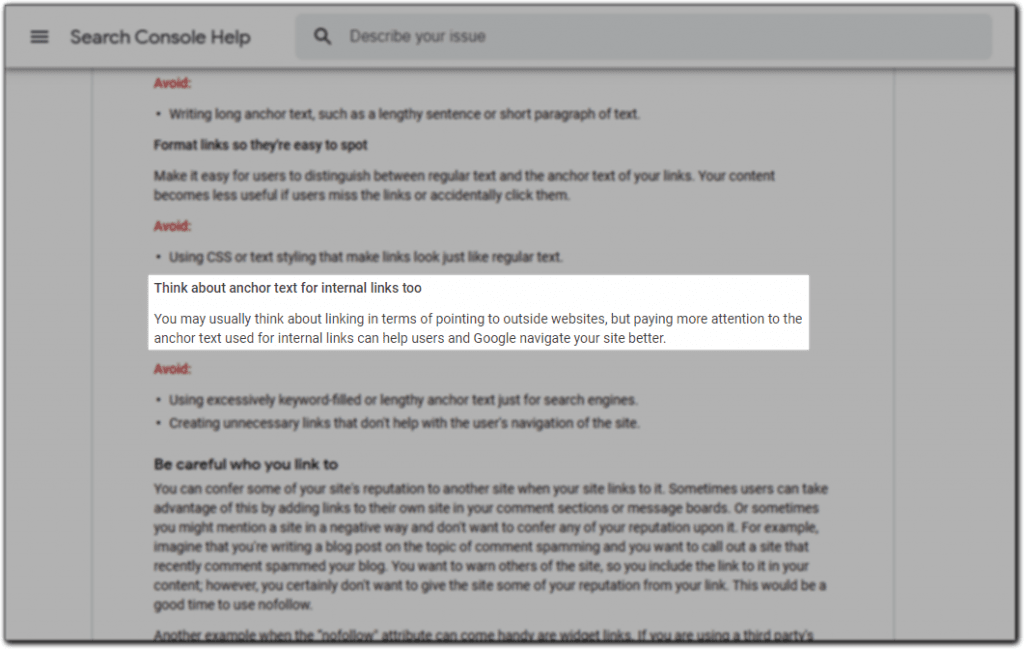 Search Console Help
Describe your issue
Avoid:
• Writing long anchor text, such as a lengthy sentence or short paragraph of text.
Format links so they're easy to spot
Make it easy for users to distinguish between regular text and the anchor text of your links. Your content
becomes less useful if users miss the links or accidentally click them.
Avoid:
• Using CSS or text styling that make links look just like regular text.
Think about anchor text for internal links too
You may usually think about linking in terms of pointing to outside websites, but paying more attention to the
anchor text used for internal links can help users and Google navigate your site better.
Avoid:
• Using excessively keyword-filled or lengthy anchor text just for search engines.
• Creating unnecessary links that don't help with the user's navigation of the site.
Be careful who you link to
You can confer some of your site's reputation to another site when your site links to it. Sometimes users can take
advantage of this by adding links to their own site in your comment sections or message boards. Or sometimes
you might mention a site in a negative way and don't want to confer any of your reputation upon it. For example,
imagine that you're writing a blog post on the topic of comment spamming and you want to call out a site that
recently comment spammed your blog. You want to warn others of the site, so you include the link to it in your
content; however, you certainly don't want to give the site some of your reputation from your link. This would be a
good time to use nofollow.
Another example when the "nofollow" attribute can come handy are widget links. If you are using a third party's